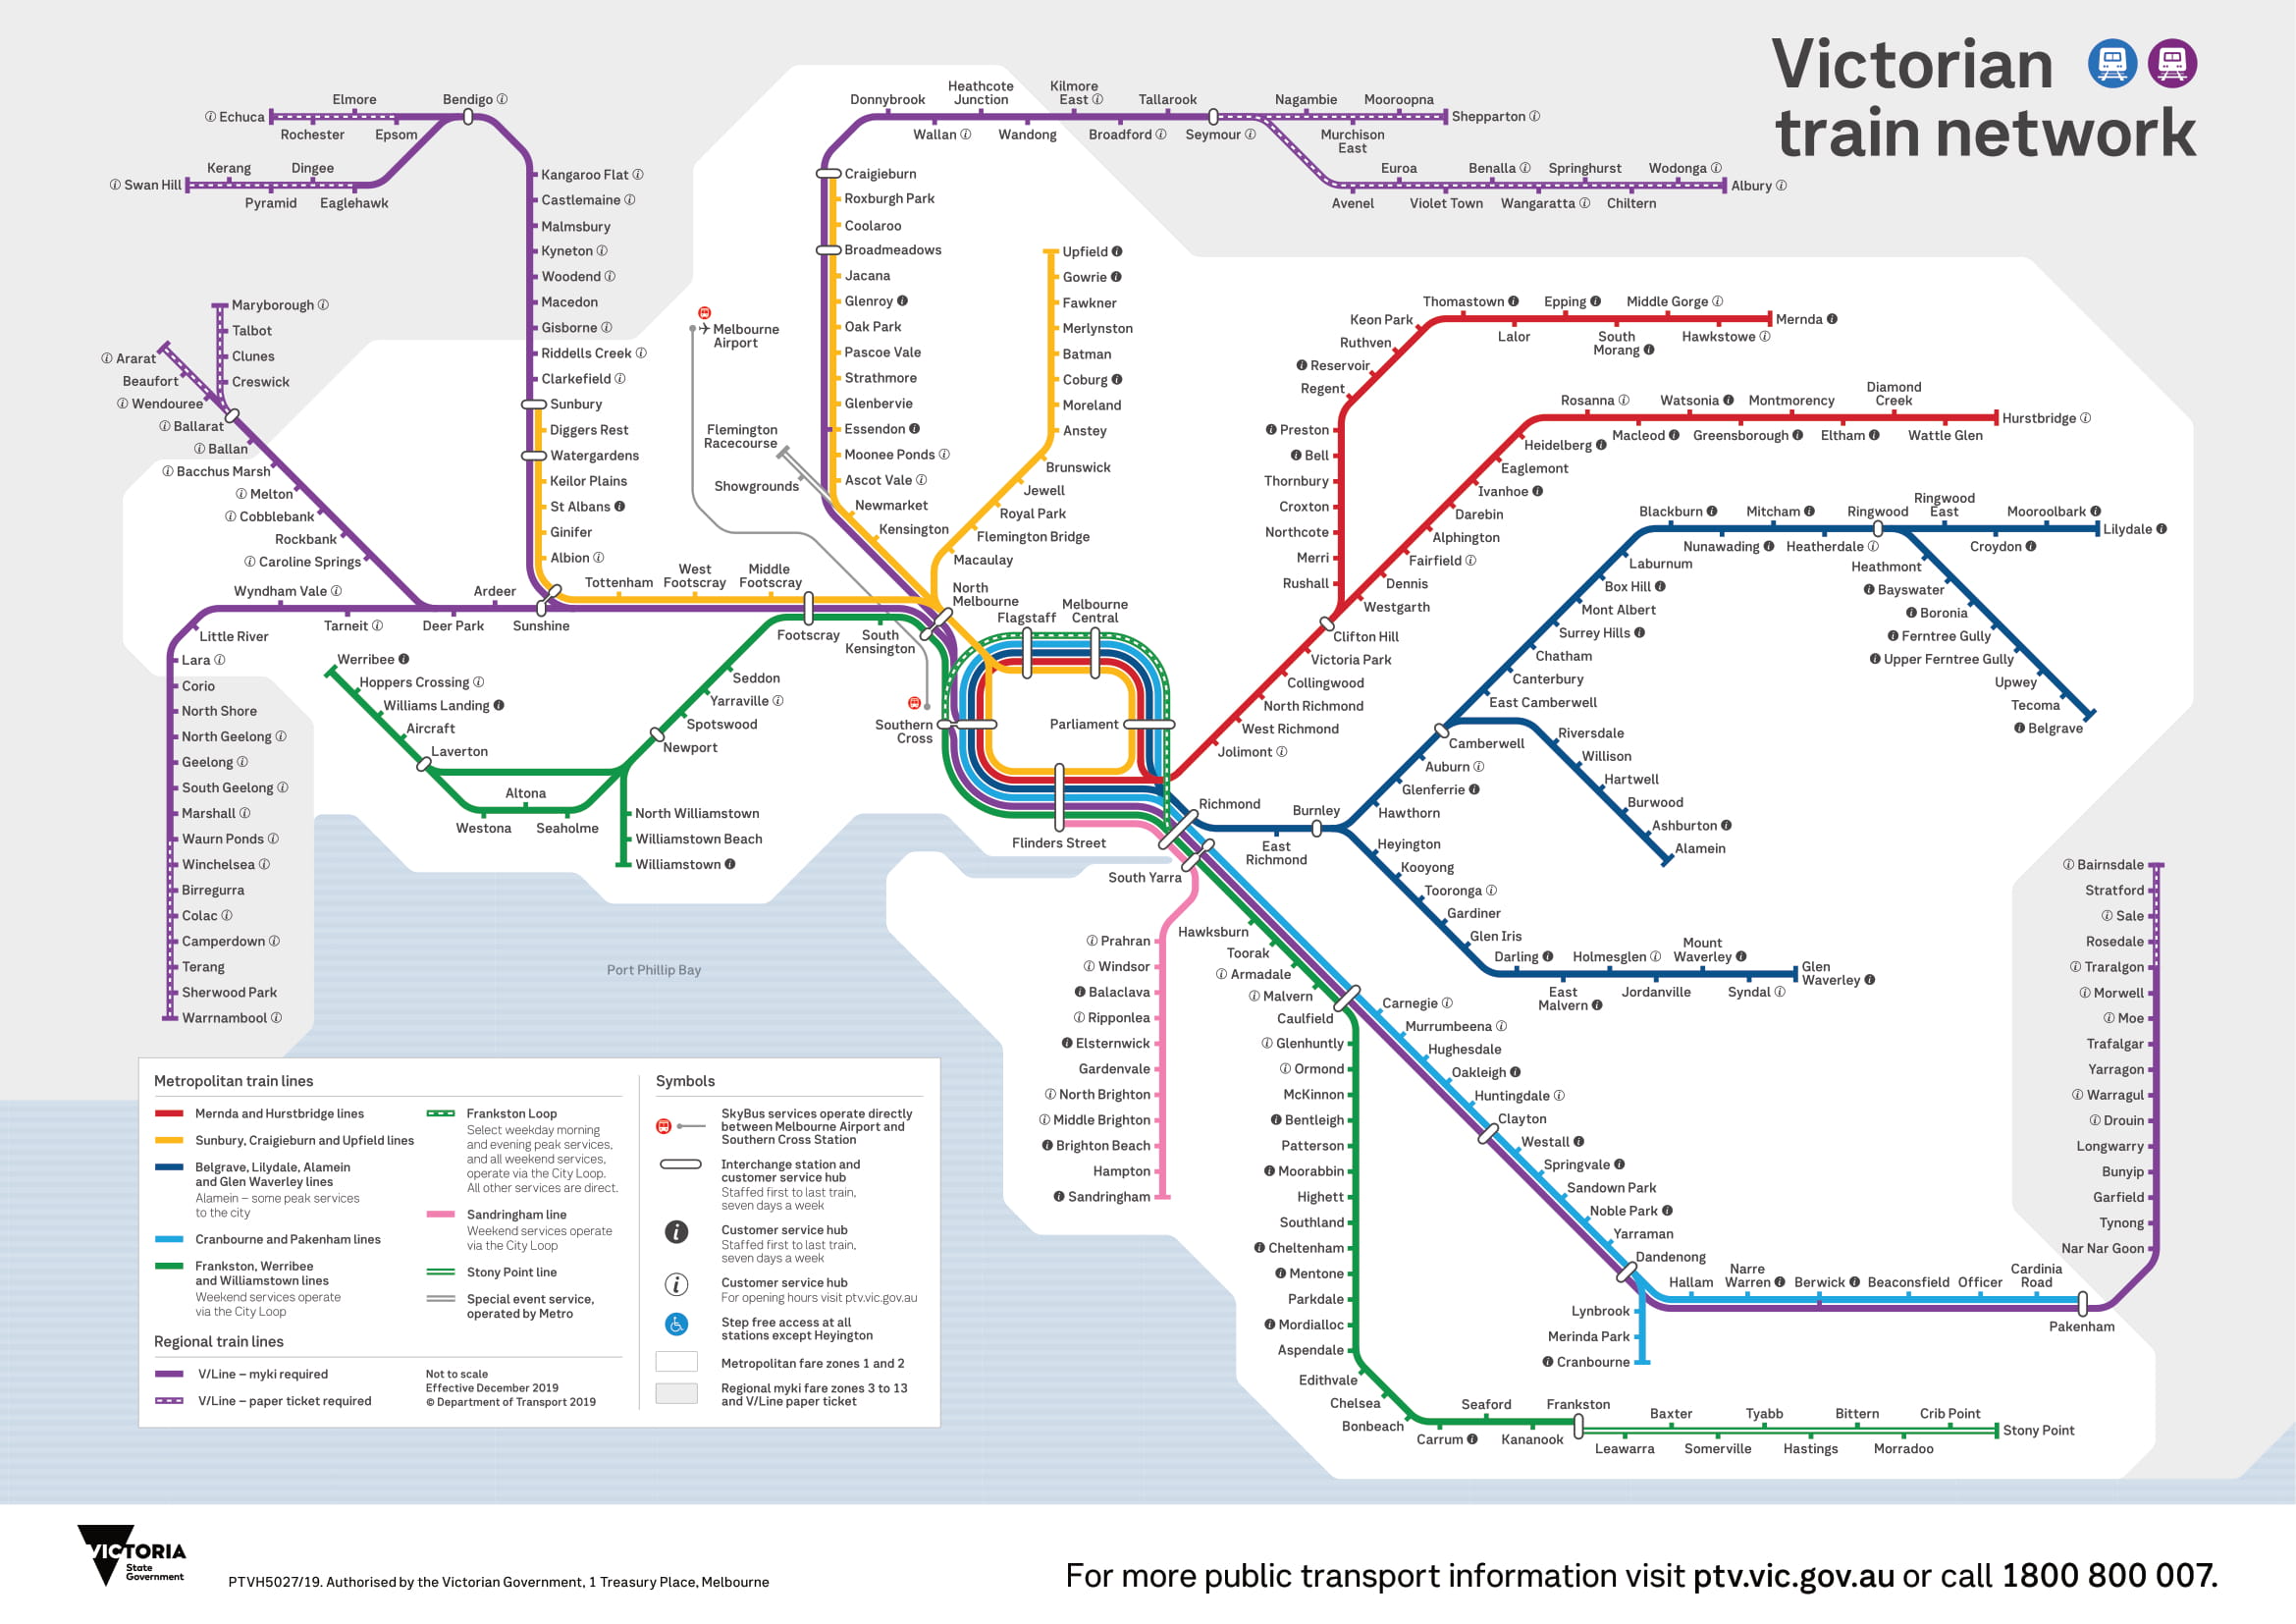 Victorian
train network
Echuca
Elmore
Rochester
Epsom
Bendigo
Swan Hill
Kerang
Pyramid
Dingee
Eaglehawk
Kangaroo Flat
Castlemaine
Malmsbury
Kyneton
Woodend
Macedon
Gisborne
Riddells Creek
Clarkefield
Sunbury
Diggers Rest
Watergardens
Keilor Plains
St Albans
Ginifer
Albion
Maryborough
Talbot
Clunes
Creswick
Ararat
Beaufort
Wendouree
Ballarat
Ballan
Bacchus Marsh
Melton
Cobblebank
Rockbank
Caroline Springs
Wyndham Vale
Tarneit
Deer Park
Ardeer
Sunshine
Tottenham
West
Footscray
Middle
Footscray
Footscray
South
Kensington
Little River
Lara
Corio
North Shore
North Geelong
Geelong
South Geelong
Marshall
Waurn Ponds
Winchelsea
Birregurra
Colac
Camperdown
Terang
Sherwood Park
Warrnambool
Werribee
Hoppers Crossing
Williams Landing
Aircraft
Laverton
Westona
Altona
Seaholme
Seddon
Yarraville
Spotswood
Newport
North Williamstown
Williamstown Beach
Williamstown
Donnybrook
Wallan
Heathcote
Junction
Wandong
Kilmore
East
Broadford
Tallarook
Seymour
Nagambie
Murchison
East
Mooroopna
Shepparton
Avenel
Euroa
Violet Town
Benalla
Wangaratta
Springhurst
Chiltern
Wodonga
Albury
Craigieburn
Roxburgh Park
Coolaroo
Broadmeadows
Jacana
Glenroy
Oak Park
Pascoe Vale
Strathmore
Glenbervie
Essendon
Moonee Ponds
Ascot Vale
Newmarket
Kensington
Melbourne
Airport
Flemington
Racecourse
Showgrounds
Upfield
Gowrie
Fawkner
Merlynston
Batman
Coburg
Moreland
Anstey
Brunswick
Jewell
Royal Park
Flemington Bridge
Macaulay
North
Melbourne
Flagstaff
Melbourne
Central
Southern
Cross
Parliament
Flinders Street
Richmond
South Yarra
Thomastown
Epping
Middle Gorge
Keon Park
Lalor
South
Morang
Hawkstowe
Mernda
Ruthven
Reservoir
Regent
Preston
Bell
Thornbury
Croxton
Northcote
Merri
Rushall
Rosanna
Watsonia
Montmorency
Diamond
Creek
Hurstbridge
Macleod
Greensborough
Eltham
Wattle Glen
Heidelberg
Eaglemont
Ivanhoe
Darebin
Alphington
Fairfield
Dennis
Westgarth
Clifton Hill
Victoria Park
Collingwood
North Richmond
West Richmond
Jolimont
Blackburn
Mitcham
Ringwood
Ringwood
East
Mooroolbark
Lilydale
Nunawading
Heatherdale
Croydon
Laburnum
Box Hill
Mont Albert
Surrey Hills
Chatham
Canterbury
East Camberwell
Camberwell
Auburn
Glenferrie
Hawthorn
Burnley
East
Richmond
Heathmont
Bayswater
Boronia
Ferntree Gully
Upper Ferntree Gully
Upwey
Tecoma
Belgrave
Riversdale
Willison
Hartwell
Burwood
Ashburton
Alamein
Heyington
Kooyong
Tooronga
Gardiner
Glen Iris
Darling
East
Malvern
Holmesglen
Jordanville
Mount
Waverley
Syndal
Glen
Waverley
Prahran
Windsor
Balaclava
Ripponlea
Elsternwick
Gardenvale
North Brighton
Middle Brighton
Brighton Beach
Hampton
Sandringham
Hawksburn
Toorak
Armadale
Malvern
Caulfield
Glenhuntly
Ormond
McKinnon
Bentleigh
Patterson
Moorabbin
Highett
Southland
Cheltenham
Mentone
Parkdale
Mordialloc
Aspendale
Edithvale
Chelsea
Bonbeach
Carrum
Seaford
Kananook
Frankston
Leawarra
Baxter
Somerville
Tyabb
Hastings
Bittern
Morradoo
Crib Point
Stony Point
Carnegie
Murrumbeena
Hughesdale
Oakleigh
Huntingdale
Clayton
Westall
Springvale
Sandown Park
Noble Park
Yarraman
Dandenong
Lynbrook
Merinda Park
Cranbourne
Hallam
Narre
Warren
Berwick
Beaconsfield
Officer
Cardinia
Road
Pakenham
Bairnsdale
Stratford
Sale
Rosedale
Traralgon
Morwell
Moe
Trafalgar
Yarragon
Warragul
Drouin
Longwarry
Bunyip
Garfield
Tynong
Nar Nar Goon
Port Phillip Bay
Metropolitan train lines
Mernda and Hurstbridge lines
Sunbury, Craigieburn and Upfield lines
Belgrave, Lilydale, Alamein
and Glen Waverley lines
Alamein – some peak services
to the city
Cranbourne and Pakenham lines
Frankston, Werribee
and Williamstown lines
Weekend services operate
via the City Loop
Frankston Loop
Select weekday morning
and evening peak services,
and all weekend services,
operate via the City Loop.
All other services are direct.
Sandringham line
Weekend services operate
via the City Loop
Stony Point line
Special event service,
operated by Metro
Regional train lines
V/Line – myki required
V/Line – paper ticket required
Not to scale
Effective December 2019
© Department of Transport 2019
Symbols
SkyBus services operate directly
between Melbourne Airport and
Southern Cross Station
Interchange station and
customer service hub
Staffed first to last train,
seven days a week
Customer service hub
Staffed first to last train,
seven days a week
Customer service hub
For opening hours visit ptv.vic.gov.au
Step free access at all
stations except Heyington
Metropolitan fare zones 1 and 2
Regional myki fare zones 3 to 13
and V/Line paper ticket
VICTORIA
State
Government
PTVH5027/19. Authorised by the Victorian Government, 1 Treasury Place, Melbourne
For more public transport information visit ptv.vic.gov.au or call 1800 800 007.